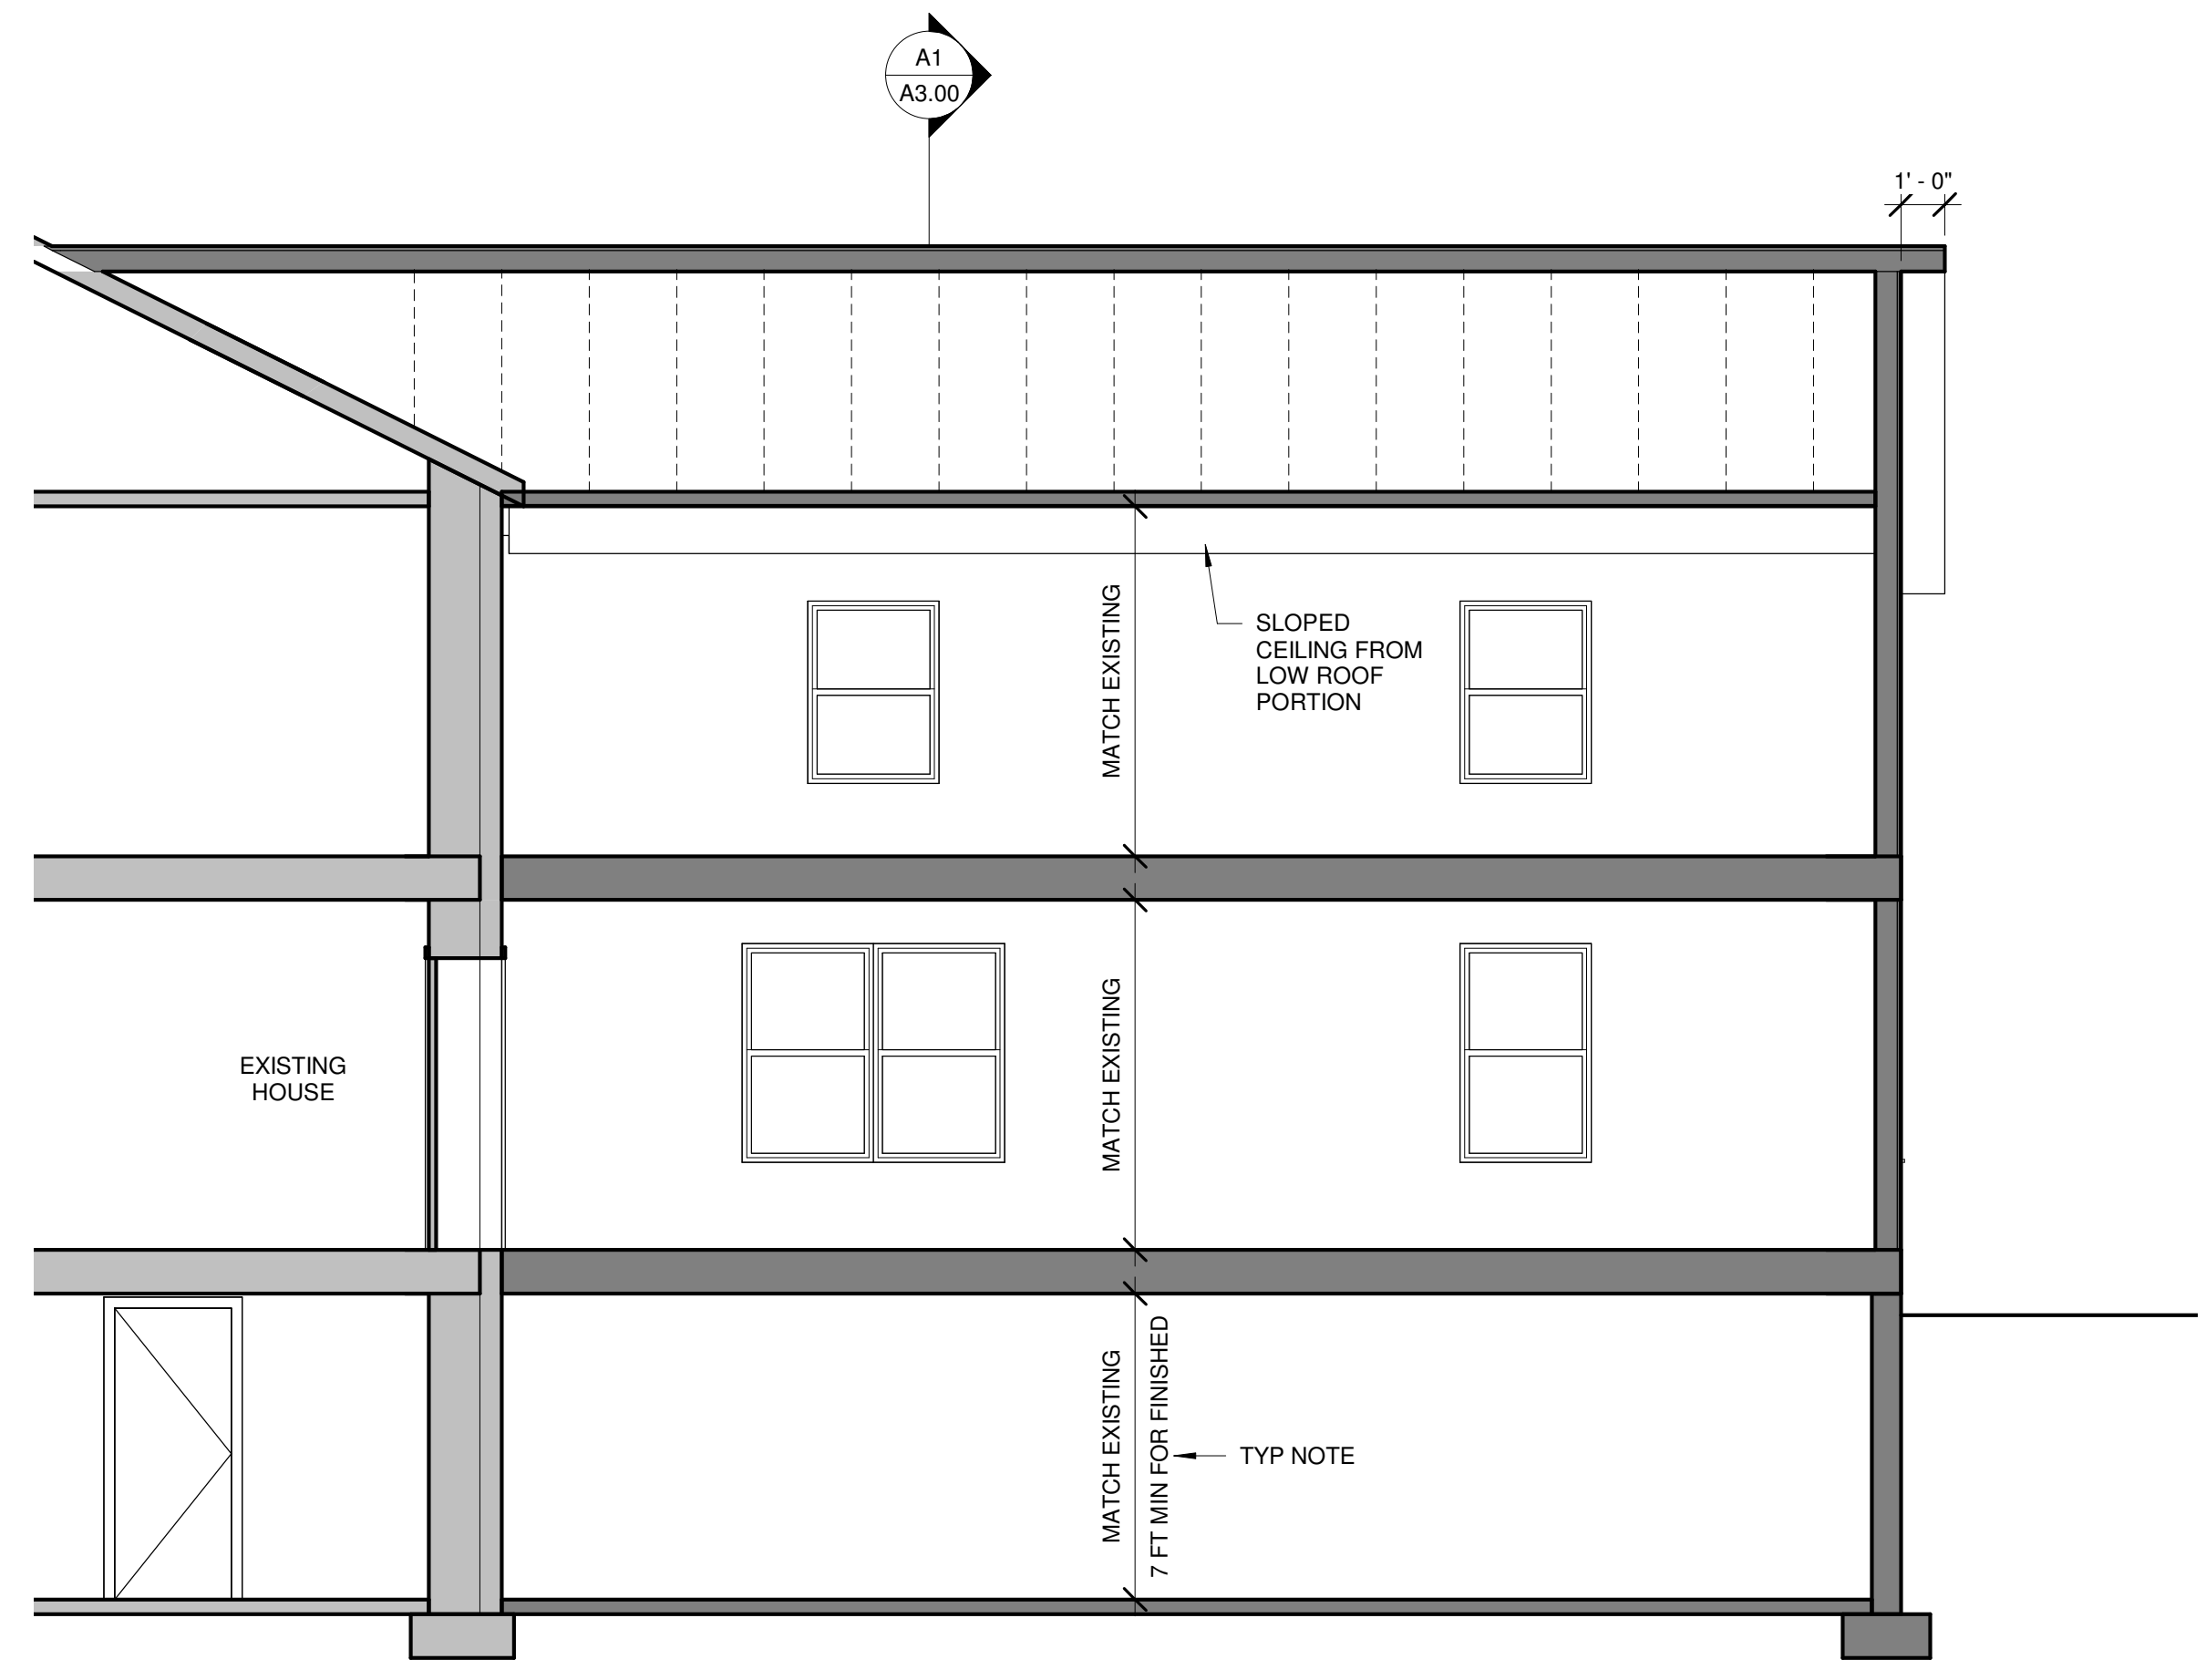 A1
A3.00
1' - 0"
MATCH EXISTING
SLOPED
CEILING FROM
LOW ROOF
PORTION
EXISTING
HOUSE
MATCH EXISTING
MATCH EXISTING
7 FT MIN FOR FINISHED
TYP NOTE